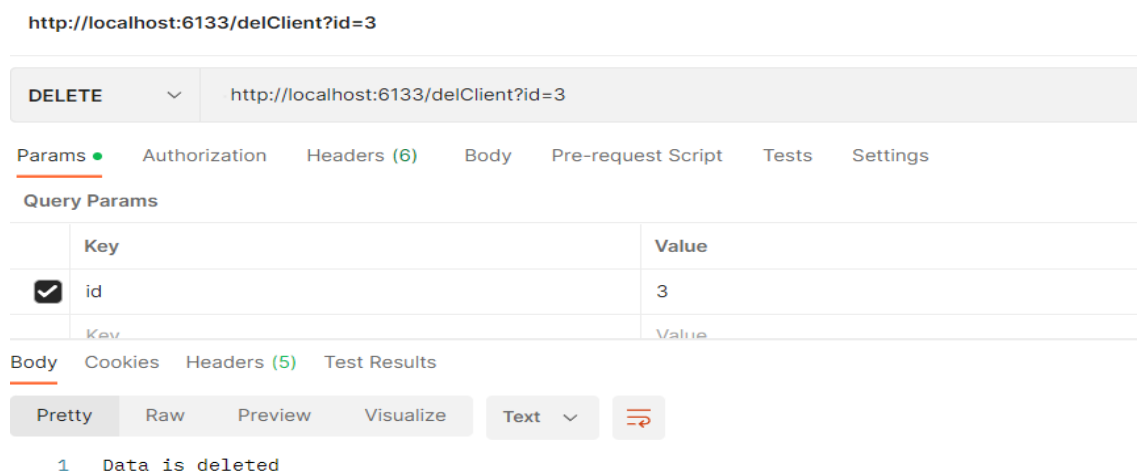 http://localhost:6133/delClient?id=3
DELETE http://localhost:6133/delClient?id=3
Params Authorization Headers (6) Body Pre-request Script Tests Settings
Query Params
Key Value
id 3
Key Value
Body Cookies Headers (5) Test Results
Pretty Raw Preview Visualize Text
1 Data is deleted